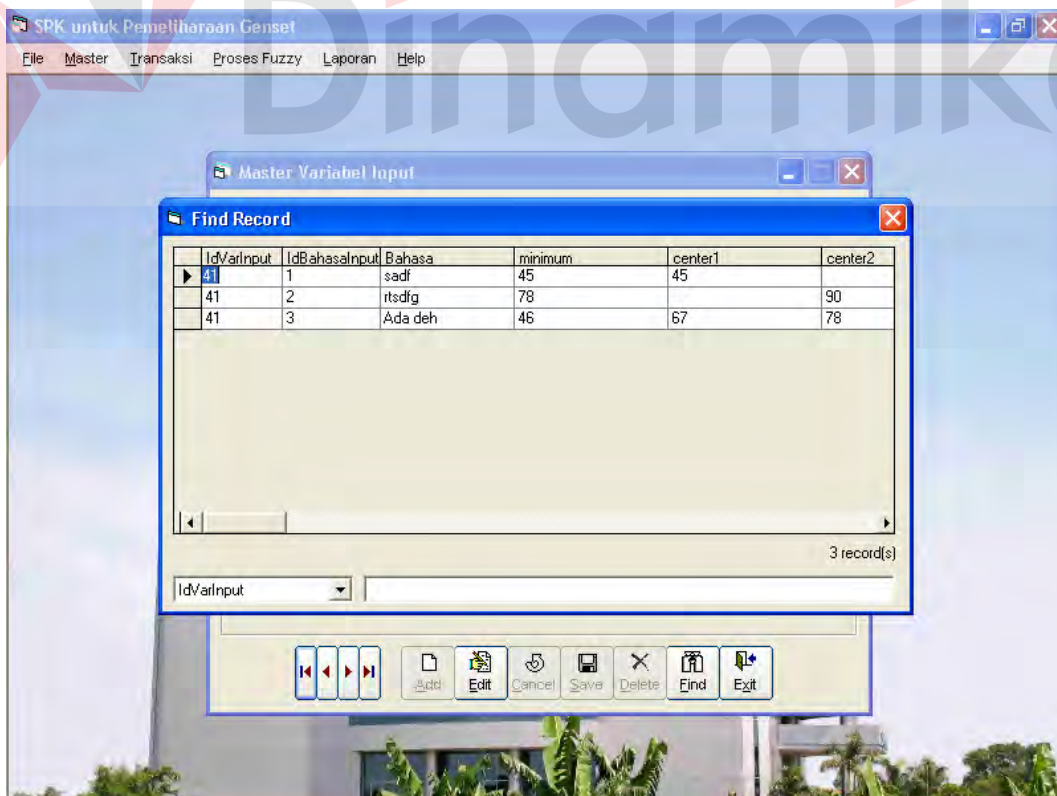 Dinamika
SPK untuk Pemeliharaan Genset
File Master Transaksi Proses Fuzzy Laporan Help
Master Variabel Input
Find Record
IdVarInput IdBahasaInput Bahasa minimum center1 center2
41 1 sadf 45 45
41 2 rtsdfg 78 90
41 3 Ada deh 46 67 78
3 record(s)
IdVarInput
Add Edit Cancel Save Delete Find Exit